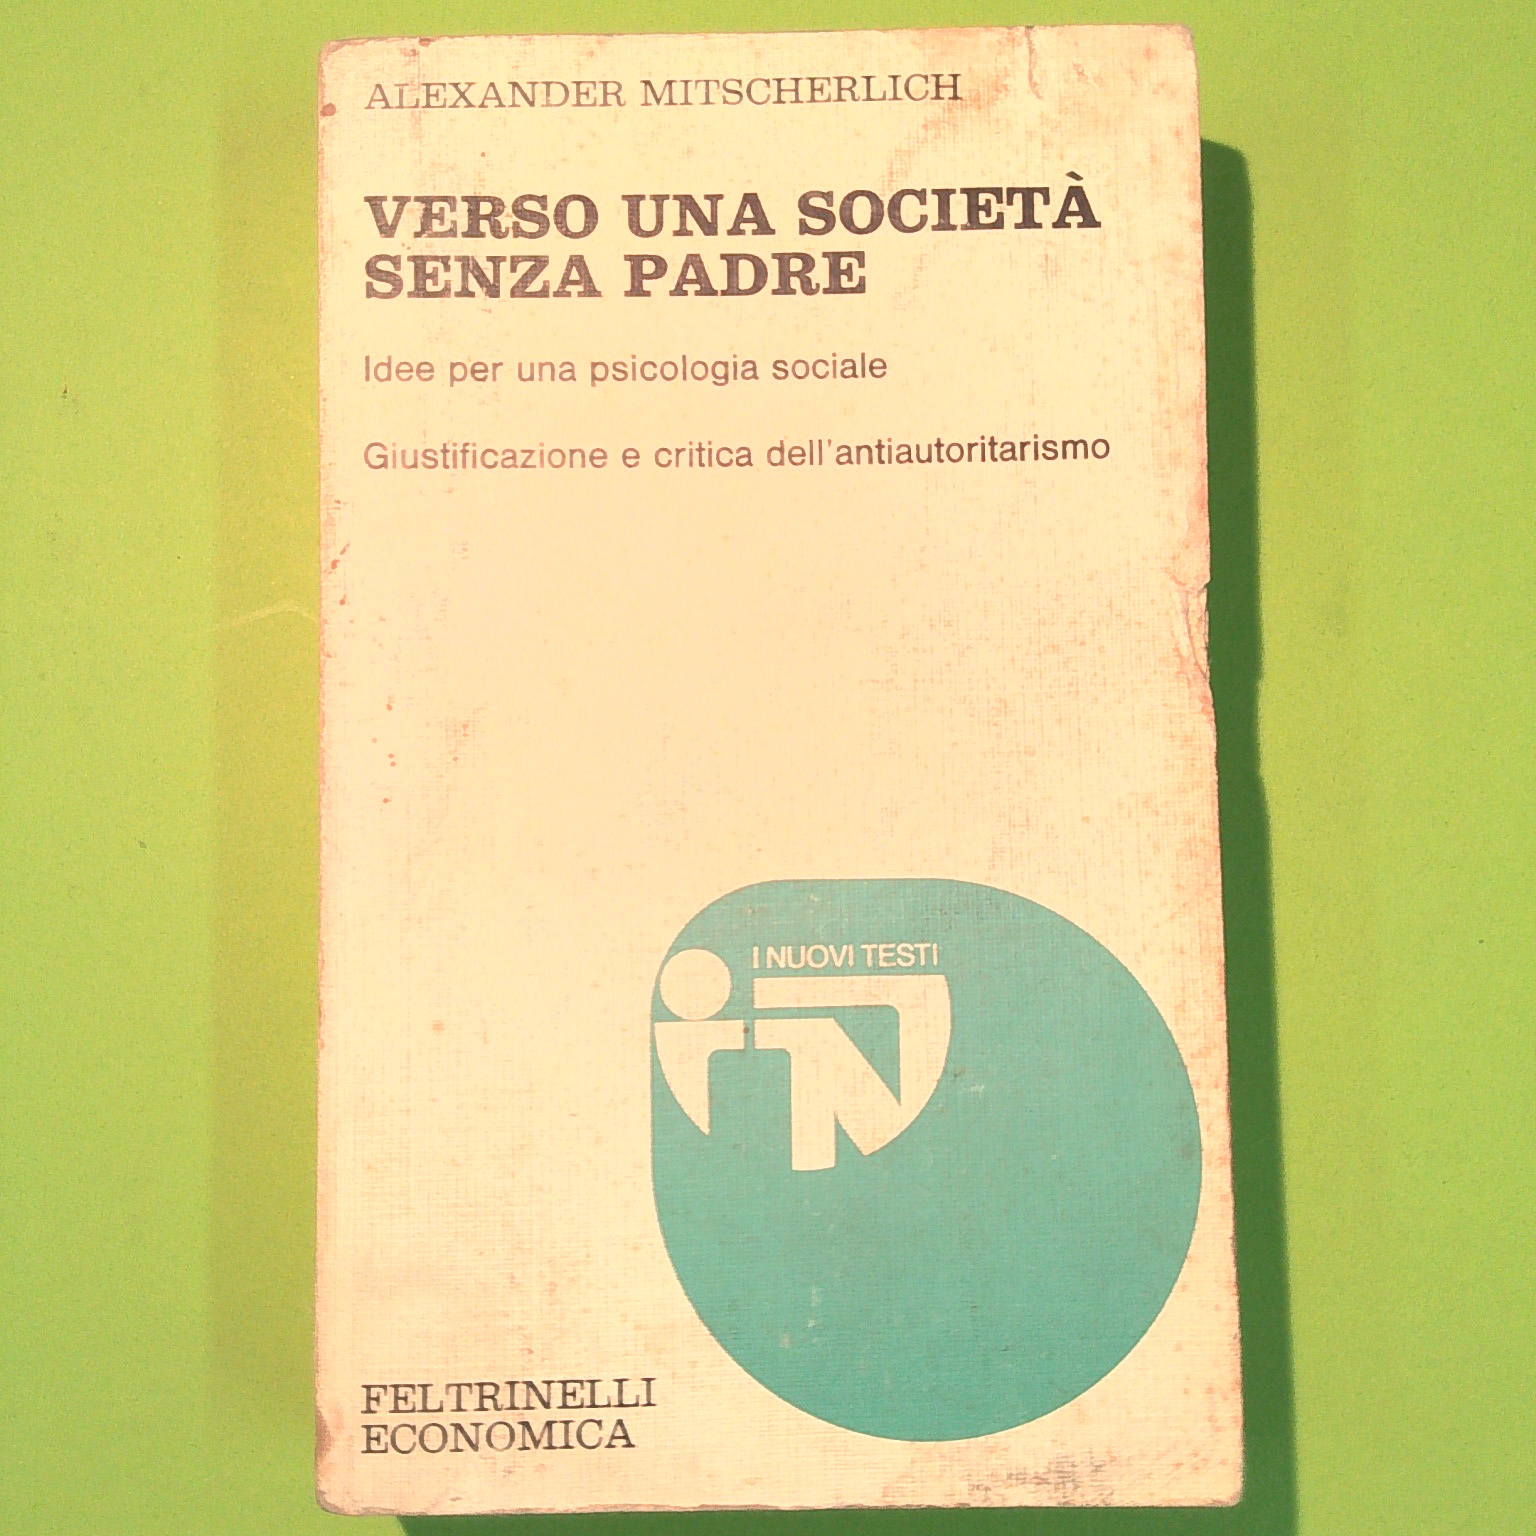 ALEXANDER MITSCHERLICH
VERSO UNA SOCIETÀ
SENZA PADRE
Idee per una psicologia sociale
Giustificazione e critica dell'antiautoritarismo
I NUOVI TESTI
FELTRINELLI
ECONOMICA